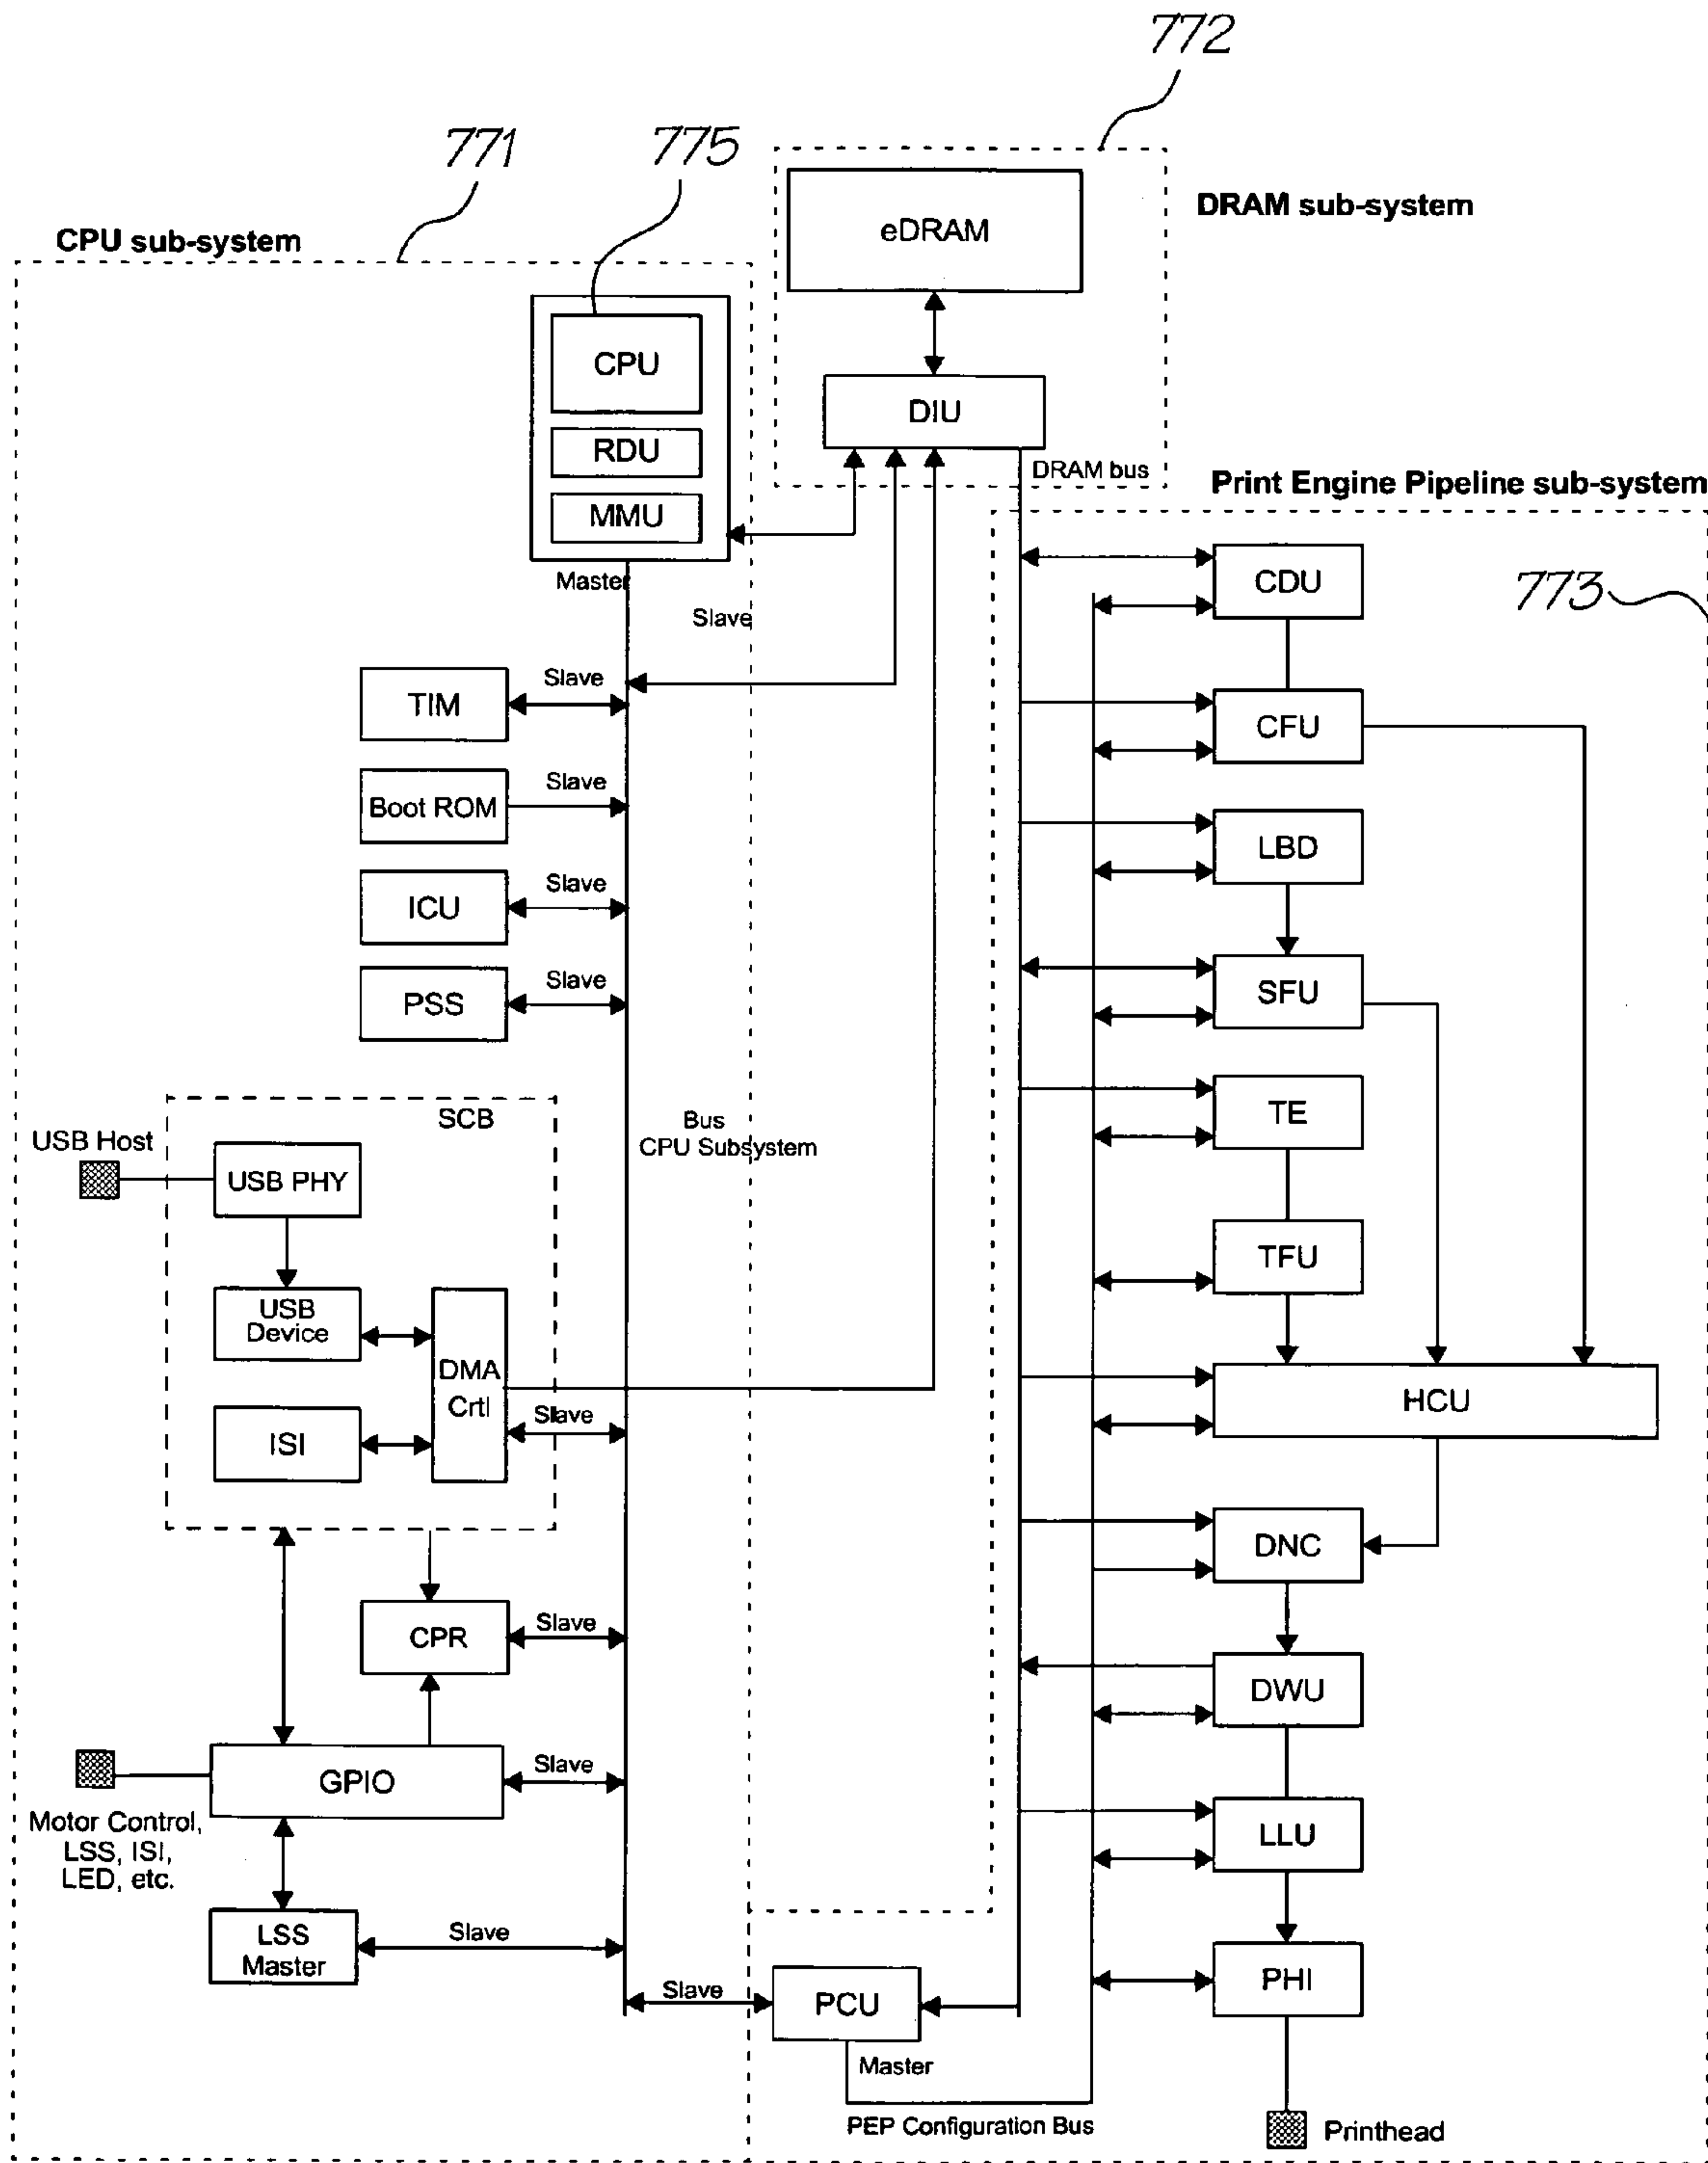 772
771
775
DRAM sub-system
CPU sub-system
eDRAM
CPU
DIU
RDU
DRAM bus
Print Engine Pipeline sub-system
MMU
Master
CDU
773
Slave
Slave
TIM
CFU
Slave
Boot ROM
LBD
Slave
ICU
Slave
PSS
SFU
SCB
TE
Bus
CPU Subsystem
USB Host
USB PHY
TFU
USB
Device
DMA
Crtl
HCU
Slave
ISI
DNC
Slave
CPR
DWU
Slave
GPIO
Motor Control,
LSS, ISI,
LED, etc.
LLU
LSS
Master
Slave
PHI
Slave
PCU
Master
PEP Configuration Bus
Printhead